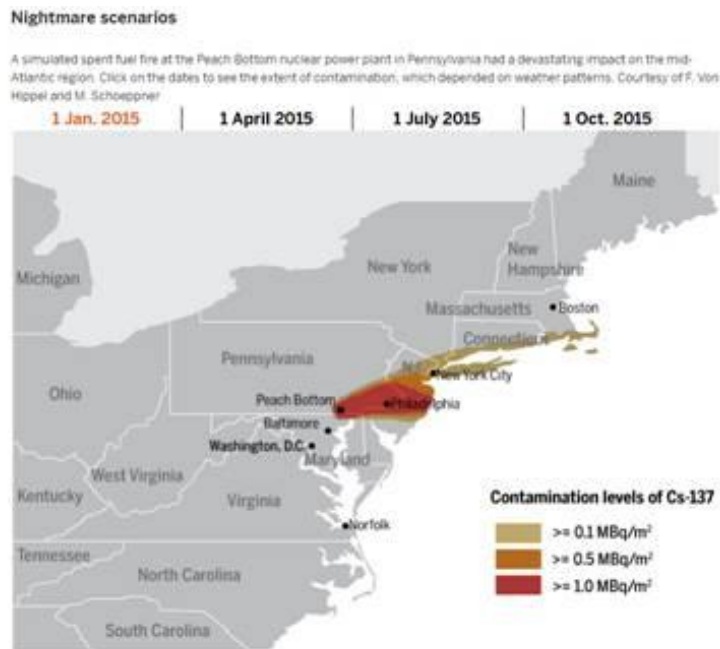 Nightmare scenarios
A simulated spent fuel fire at the Peach Bottom nuclear power plant in Pennsylvania had a devastating impact on the mid-
Atlantic region. Click on the dates to see the extent of contamination, which depended on weather patterns. Courtesy of F. Von
Hippel and M. Schoeppner
1 Jan. 2015 1 April 2015 1 July 2015 1 Oct. 2015
Maine
New
Hampshire
New York
Michigan
Massachusetts
Boston
Pennsylvania
New York City
Ohio
Peach Bottom
Philadelphia
Baltimore
Washington, D.C.
Maryland
West Virginia
Kentucky
Virginia
Norfolk
Tennessee
North Carolina
South Carolina
Contamination levels of Cs-137
>= 0.1 MBq/m²
>= 0.5 MBq/m²
>= 1.0 MBq/m²